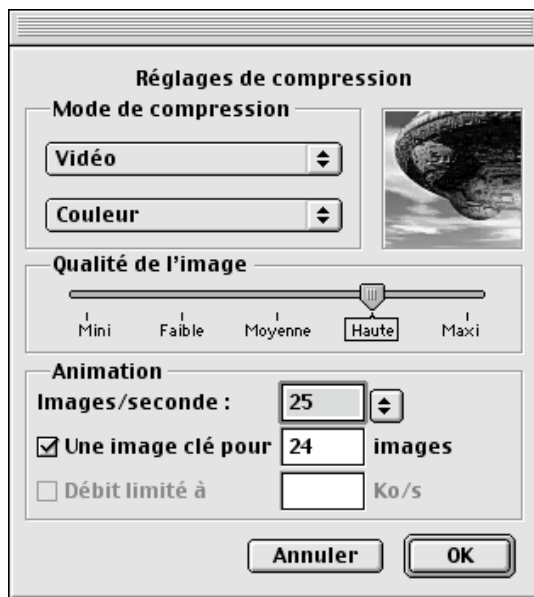 Réglages de compression
Mode de compression
Vidéo
Couleur
Qualité de l'image
Mini Faible Moyenne Haute Maxi
Animation
Images/seconde : 25
Une image clé pour 24 images
Débit limité à Ko/s
Annuler OK